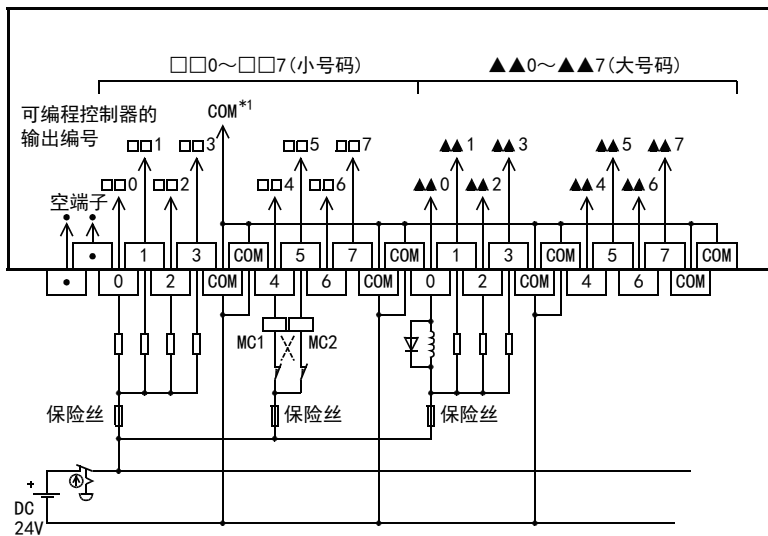 □□0～□□7(小号码)
▲▲0～▲▲7(大号码)
可编程控制器的
输出编号
COM*1
□□1
□□3
□□5
□□7
▲▲1
▲▲3
▲▲5
▲▲7
空端子
□□0
□□2
□□4
□□6
▲▲0
▲▲2
▲▲4
▲▲6
• 1 3 COM 5 7 COM 1 3 COM 5 7 COM
• 0 2 COM 4 6 COM 0 2 COM 4 6 COM
MC1
MC2
保险丝
保险丝
保险丝
+
DC
24V